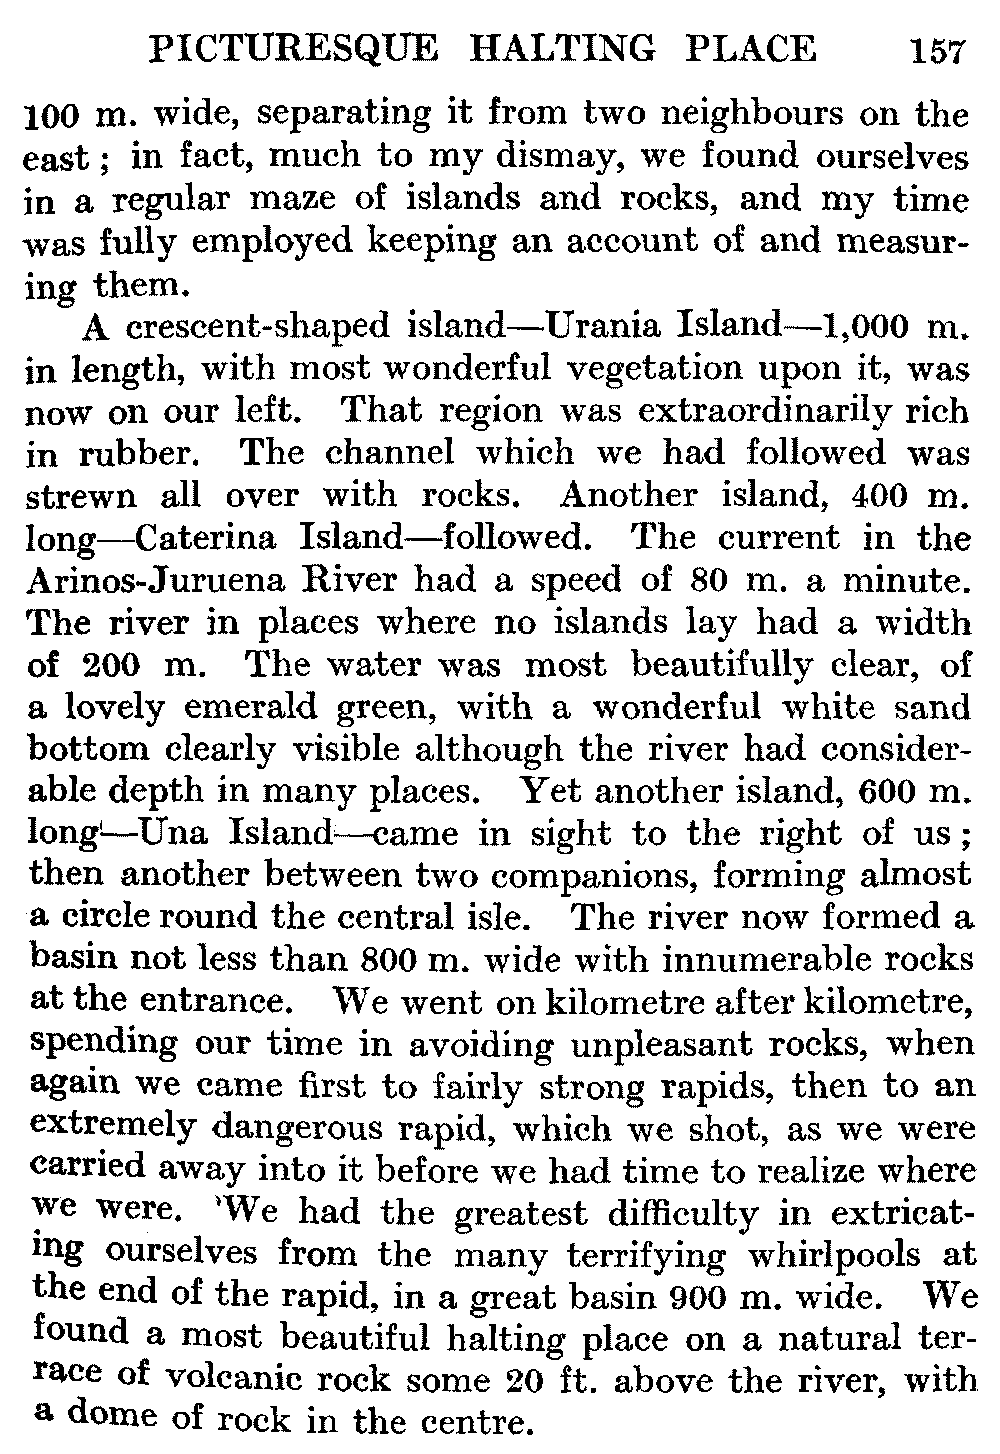 PICTURESQUE HALTING PLACE 157
100 m. wide, separating it from two neighbours on the
east ; in fact, much to my dismay, we found ourselves
in a regular maze of islands and rocks, and my time
was fully employed keeping an account of and measur-
ing them.
A crescent-shaped island—Urania Island—1,000 m.
in length, with most wonderful vegetation upon it, was
now on our left. That region was extraordinarily rich
in rubber. The channel which we had followed was
strewn all over with rocks. Another island, 400 m.
long—Caterina Island—followed. The current in the
Arinos-Juruena River had a speed of 80 m. a minute.
The river in places where no islands lay had a width
of 200 m. The water was most beautifully clear, of
a lovely emerald green, with a wonderful white sand
bottom clearly visible although the river had consider-
able depth in many places. Yet another island, 600 m.
long—Una Island—came in sight to the right of us ;
then another between two companions, forming almost
a circle round the central isle. The river now formed a
basin not less than 800 m. wide with innumerable rocks
at the entrance. We went on kilometre after kilometre,
spending our time in avoiding unpleasant rocks, when
again we came first to fairly strong rapids, then to an
extremely dangerous rapid, which we shot, as we were
carried away into it before we had time to realize where
we were. We had the greatest difficulty in extricat-
ing ourselves from the many terrifying whirlpools at
the end of the rapid, in a great basin 900 m. wide. We
found a most beautiful halting place on a natural ter-
race of volcanic rock some 20 ft. above the river, with
a dome of rock in the centre.